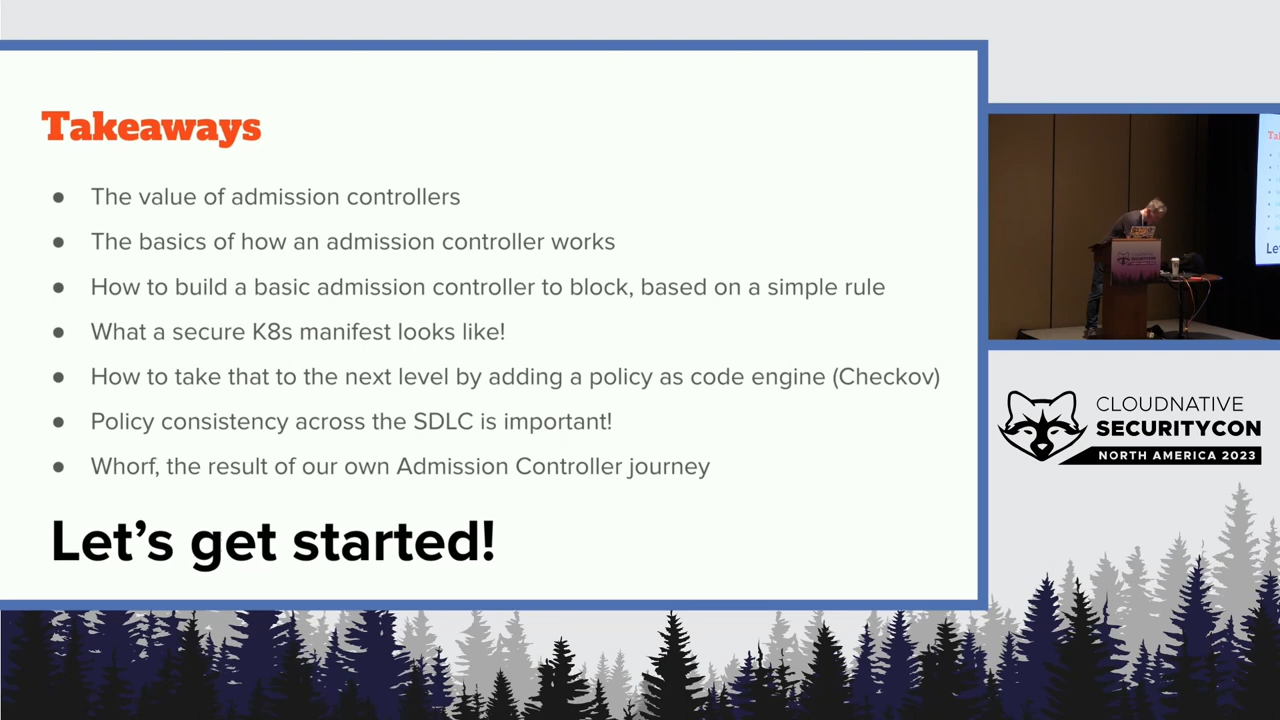 Takeaways
● The value of admission controllers
● The basics of how an admission controller works
● How to build a basic admission controller to block, based on a simple rule
● What a secure K8s manifest looks like!
● How to take that to the next level by adding a policy as code engine (Checkov)
● Policy consistency across the SDLC is important!
● Whorf, the result of our own Admission Controller journey
Let’s get started!
CLOUDNATIVE
SECURITYCON
NORTH AMERICA 2023